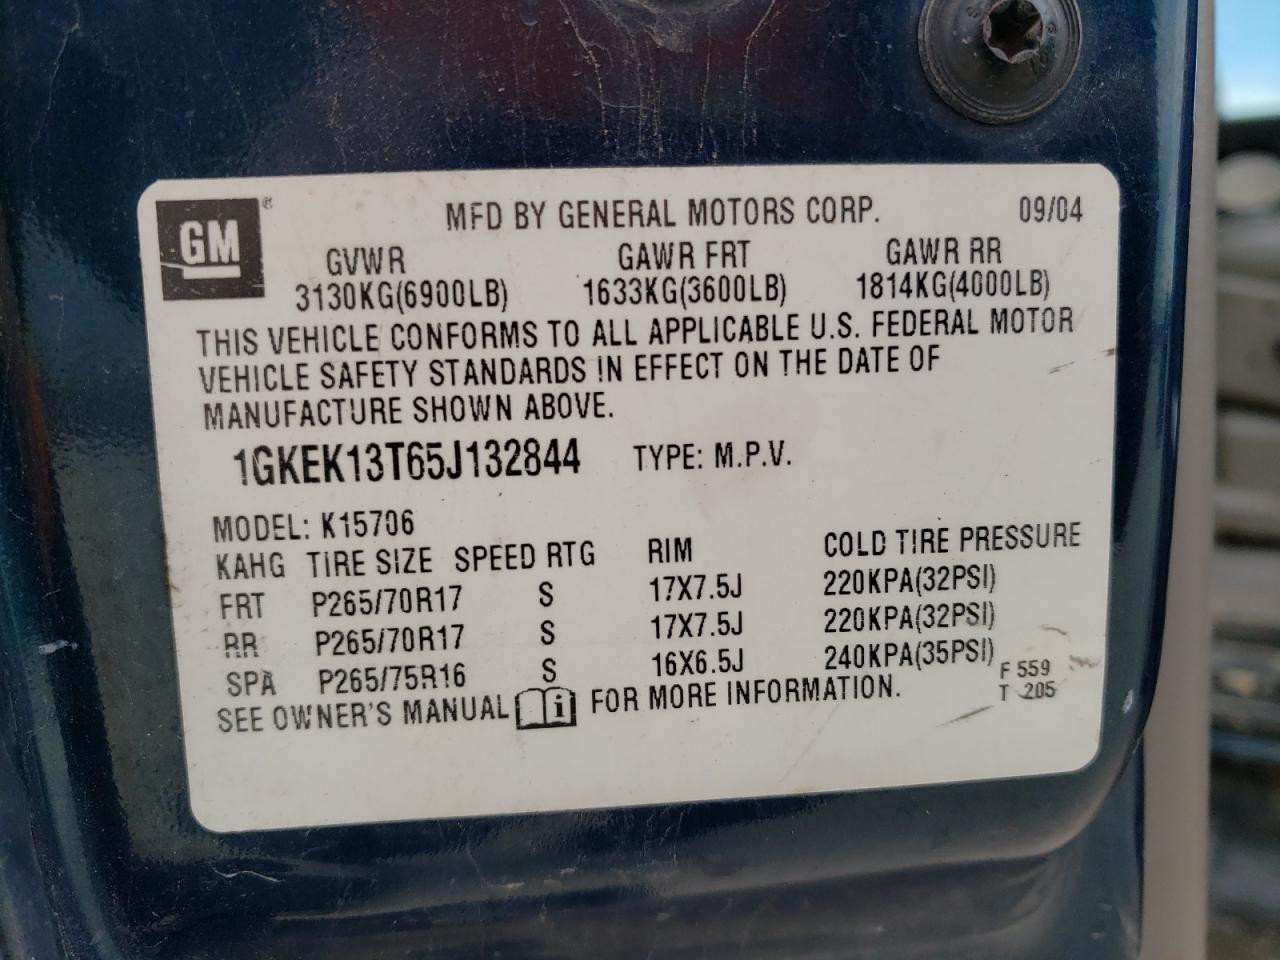 GM ® MFD BY GENERAL MOTORS CORP. 09/04
GVWR GAWR FRT GAWR RR
3130KG(6900LB) 1633KG(3600LB) 1814KG(4000LB)
THIS VEHICLE CONFORMS TO ALL APPLICABLE U.S. FEDERAL MOTOR
VEHICLE SAFETY STANDARDS IN EFFECT ON THE DATE OF
MANUFACTURE SHOWN ABOVE.
1GKEK13T65J132844 TYPE: M.P.V.
MODEL: K15706
KAHG TIRE SIZE SPEED RTG RIM COLD TIRE PRESSURE
FRT P265/70R17 S 17X7.5J 220KPA(32PSI)
RR P265/70R17 S 17X7.5J 220KPA(32PSI)
SPA P265/75R16 S 16X6.5J 240KPA(35PSI)
SEE OWNER'S MANUAL i FOR MORE INFORMATION.
F 559
T 205